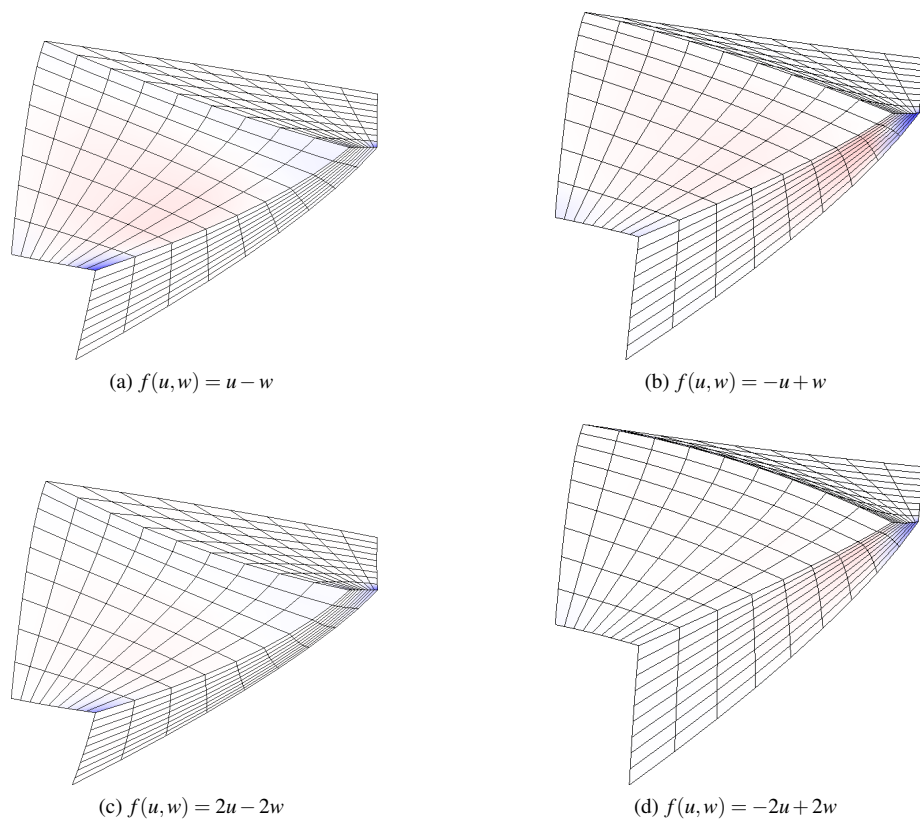 (a) f(u,w) = u − w
(b) f(u,w) = −u + w
(c) f(u,w) = 2u − 2w
(d) f(u,w) = −2u + 2w